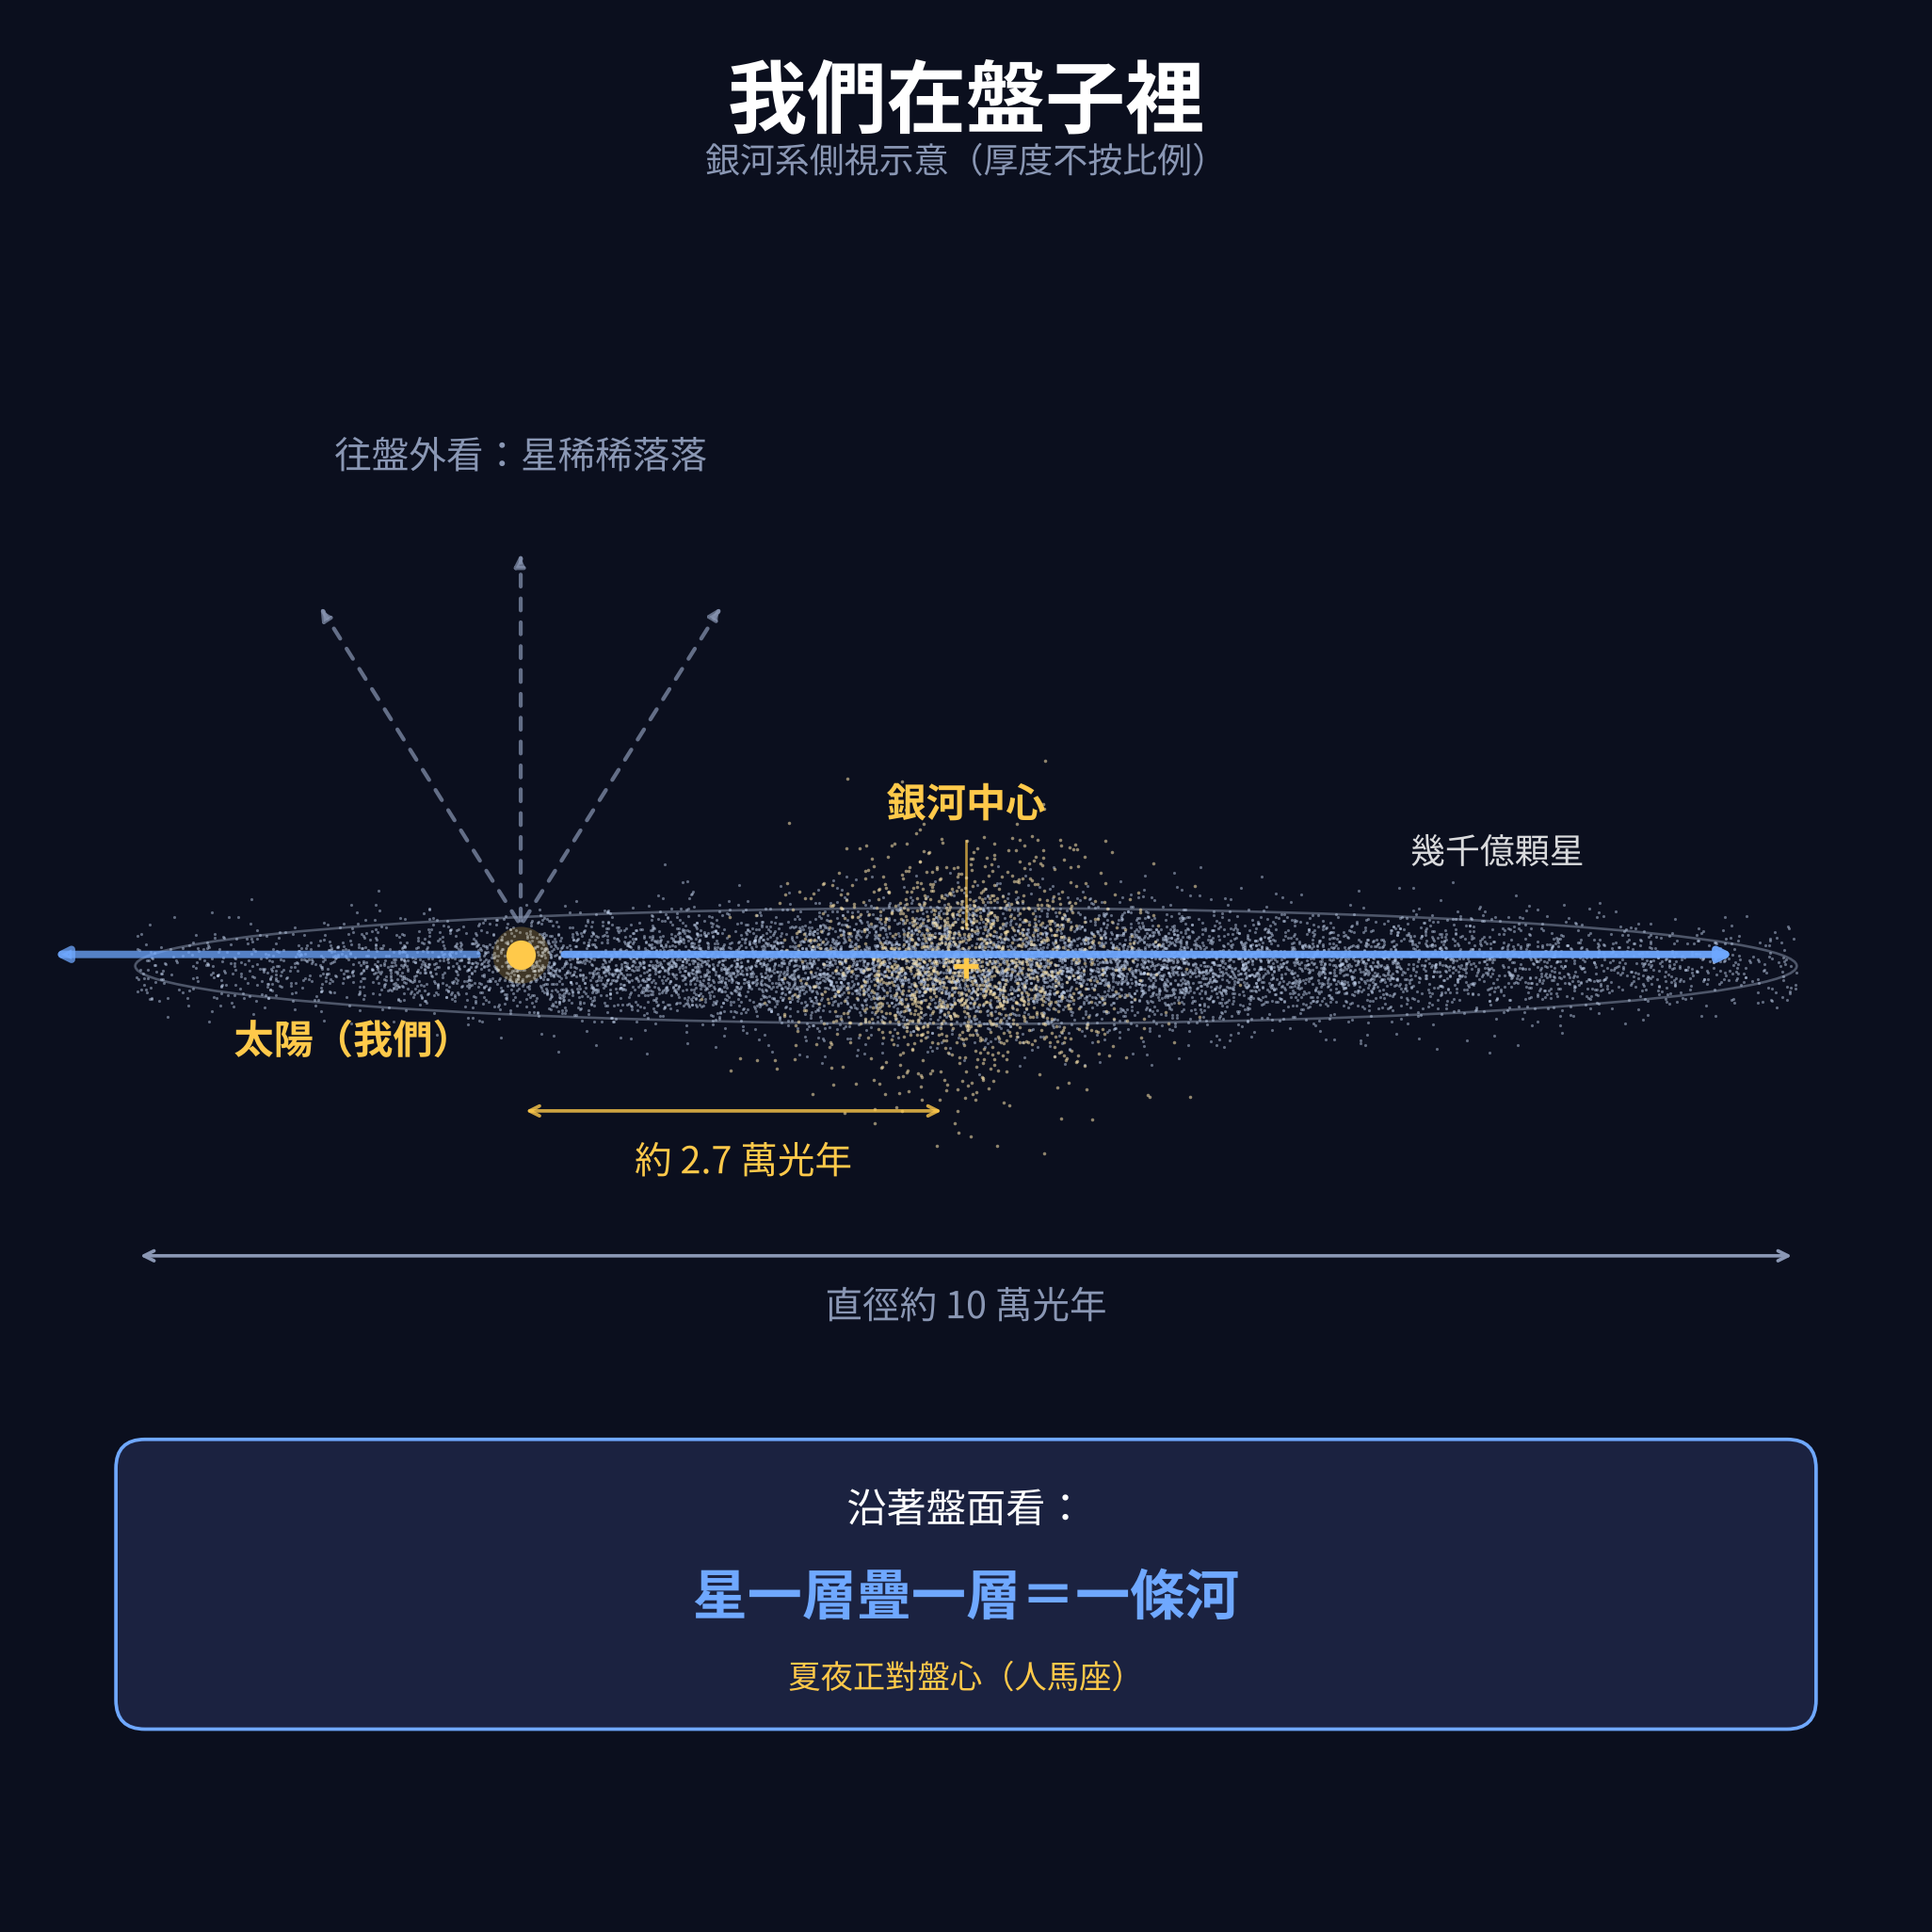 我們在盤子裡
銀河系側視示意（厚度不按比例）
往盤外看：星稀稀落落
銀河中心
幾千億顆星
太陽（我們）
約 2.7 萬光年
直徑約 10 萬光年
沿著盤面看：
星一層疊一層＝一條河
夏夜正對盤心（人馬座）